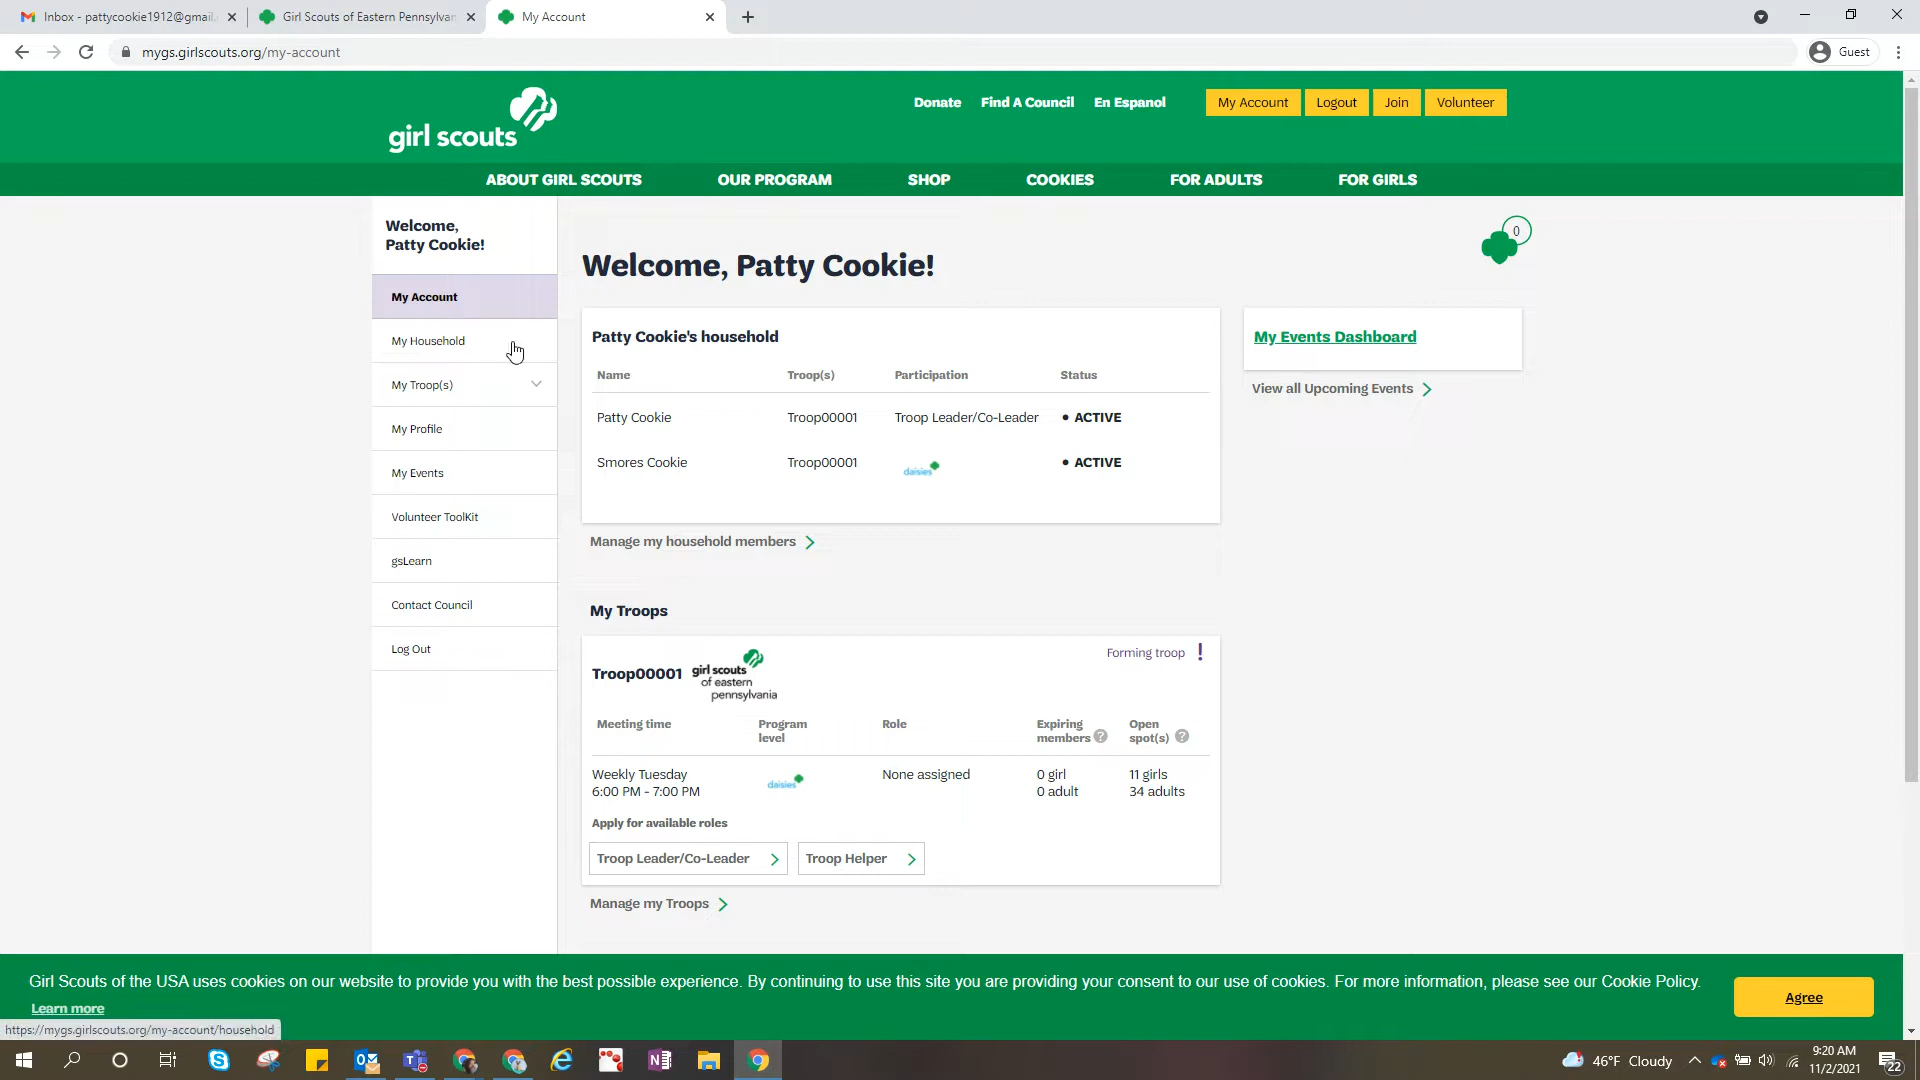 Inbox - pattycookie1912@gmail.
Girl Scouts of Eastern Pennsylvan
My Account
mygs.girlscouts.org/my-account
Guest
girl scouts
Donate
Find A Council
En Espanol
My Account
Logout
Join
Volunteer
ABOUT GIRL SCOUTS
OUR PROGRAM
SHOP
COOKIES
FOR ADULTS
FOR GIRLS
Welcome,
Patty Cookie!
My Account
My Household
My Troop(s)
My Profile
My Events
Volunteer ToolKit
gsLearn
Contact Council
Log Out
0
Welcome, Patty Cookie!
Patty Cookie's household
Name Troop(s) Participation Status
Patty Cookie Troop00001 Troop Leader/Co-Leader • ACTIVE
Smores Cookie Troop00001 daisies • ACTIVE
Manage my household members
My Events Dashboard
View all Upcoming Events
My Troops
Forming troop !
Troop00001
girl scouts
of eastern
pennsylvania
Meeting time
Program
level
Role
Expiring
members ?
Open
spot(s) ?
Weekly Tuesday
6:00 PM - 7:00 PM
daisies
None assigned
0 girl
0 adult
11 girls
34 adults
Apply for available roles
Troop Leader/Co-Leader
Troop Helper
Manage my Troops
Girl Scouts of the USA uses cookies on our website to provide you with the best possible experience. By continuing to use this site you are providing your consent to our use of cookies. For more information, please see our Cookie Policy.
Learn more
Agree
https://mygs.girlscouts.org/my-account/household
46°F Cloudy
9:20 AM
11/2/2021
22